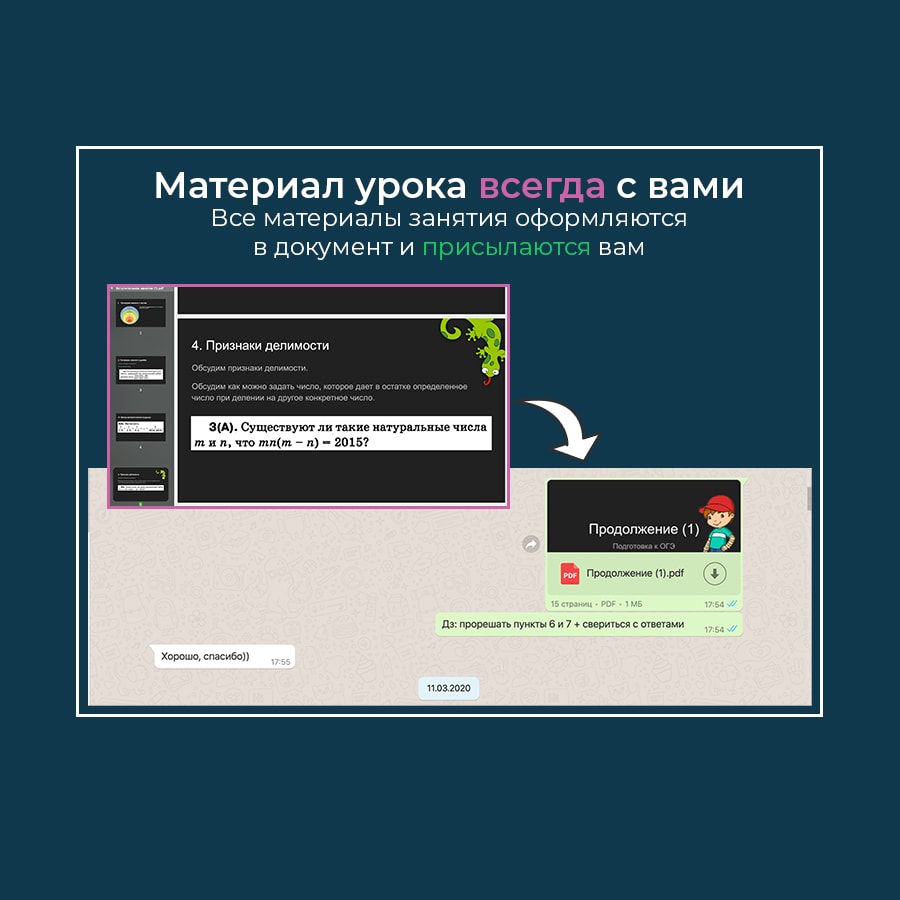 Материал урока всегда с вами
Все материалы занятия оформляются
в документ и присылаются вам
4. Признаки делимости
Обсудим признаки делимости.
Обсудим как можно задать число, которое дает в остатке определенное
число при делении на другое конкретное число.
3(А). Существуют ли такие натуральные числа
m и n, что mn(m − n) = 2015?
Продолжение (1)
Подготовка к ОГЭ
PDF
Продолжение (1).pdf
15 страниц • PDF • 1 МБ
17:54
Дз: прорешать пункты 6 и 7 + свериться с ответами
17:54
Хорошо, спасибо))
17:55
11.03.2020